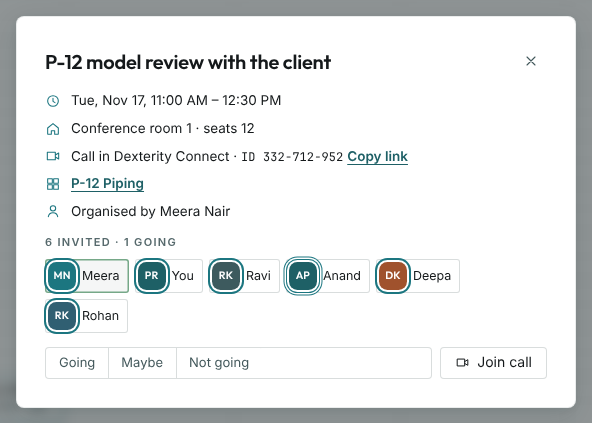 P-12 model review with the client
Tue, Nov 17, 11:00 AM – 12:30 PM
Conference room 1 · seats 12
Call in Dexterity Connect · ID 332-712-952 Copy link
P-12 Piping
Organised by Meera Nair
6 INVITED · 1 GOING
MN Meera PR You RK Ravi AP Anand DK Deepa
RK Rohan
Going Maybe Not going Join call